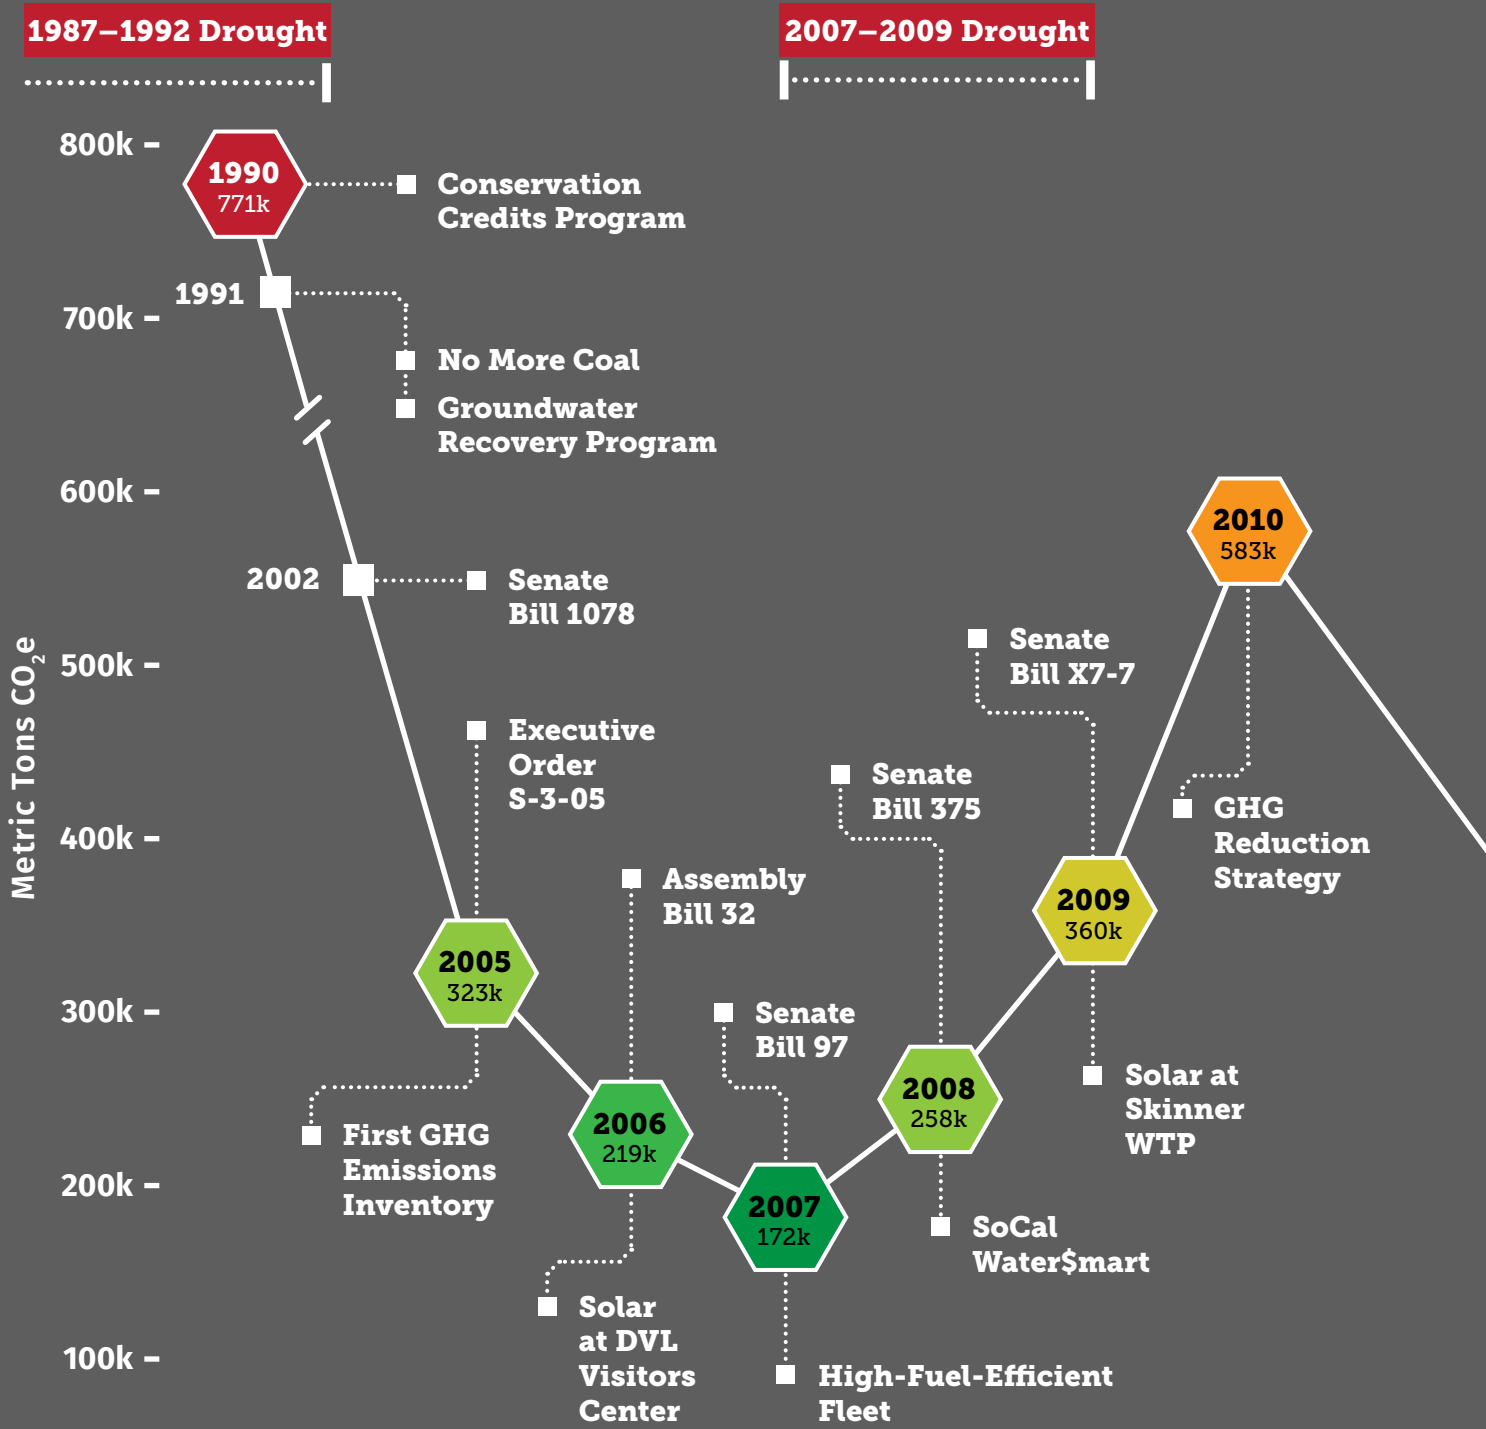 1987–1992 Drought
2007–2009 Drought
800k
700k
600k
500k
400k
300k
200k
100k
Metric Tons CO₂e
1990
771k
Conservation
Credits Program
1991
No More Coal
Groundwater
Recovery Program
2002
Senate
Bill 1078
Executive
Order
S-3-05
2005
323k
First GHG
Emissions
Inventory
Assembly
Bill 32
2006
219k
Solar
at DVL
Visitors
Center
Senate
Bill 97
2007
172k
High-Fuel-Efficient
Fleet
Senate
Bill 375
2008
258k
SoCal
Water$mart
Senate
Bill X7-7
2009
360k
Solar at
Skinner
WTP
2010
583k
GHG
Reduction
Strategy